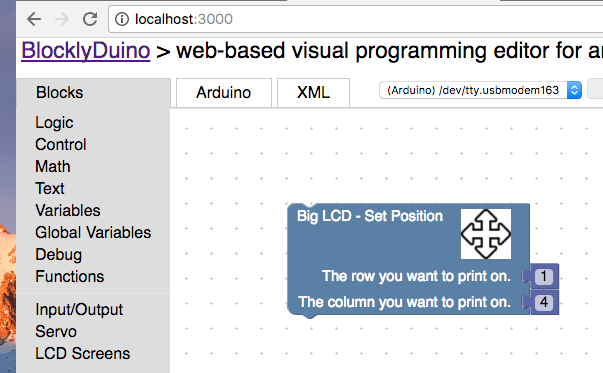 localhost:3000
BlocklyDuino > web-based visual programming editor for
Blocks
Arduino
XML
(Arduino) /dev/tty.usbmodem163
Logic
Control
Math
Text
Variables
Global Variables
Debug
Functions
Input/Output
Servo
LCD Screens
Big LCD - Set Position
The row you want to print on. 1
The column you want to print on. 4